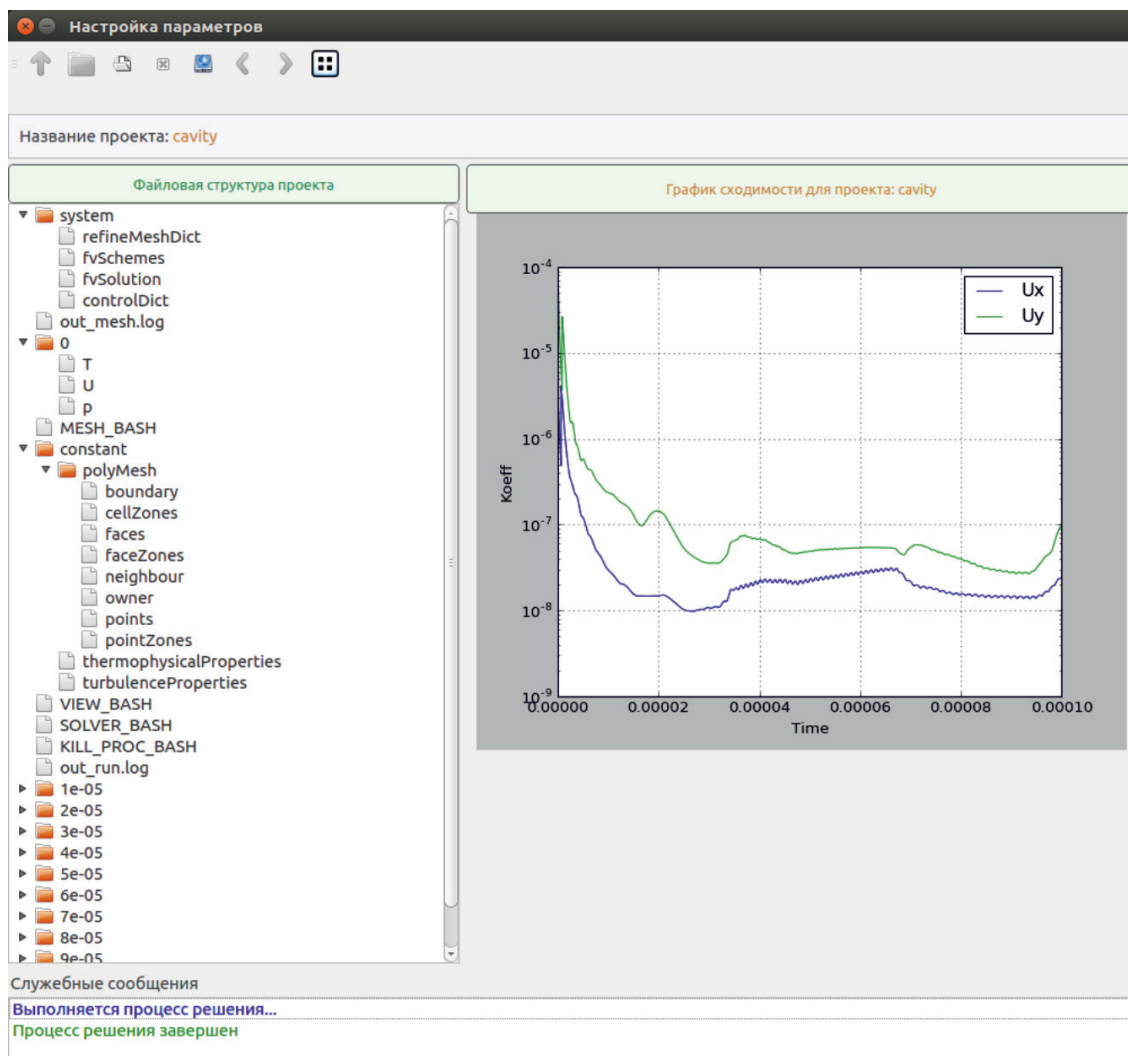 Настройка параметров
Название проекта: cavity
Файловая структура проекта
system
refineMeshDict
fvSchemes
fvSolution
controlDict
out_mesh.log
0
T
U
p
MESH_BASH
constant
polyMesh
boundary
cellZones
faces
faceZones
neighbour
owner
points
pointZones
thermophysicalProperties
turbulenceProperties
VIEW_BASH
SOLVER_BASH
KILL_PROC_BASH
out_run.log
1e-05
2e-05
3e-05
4e-05
5e-05
6e-05
7e-05
8e-05
9e-05
График сходимости для проекта: cavity
10⁻⁴
10⁻⁵
10⁻⁶
10⁻⁷
10⁻⁸
10⁻⁹
Koeff
Ux
Uy
0.00000 0.00002 0.00004 0.00006 0.00008 0.00010
Time
Служебные сообщения
Выполняется процесс решения...
Процесс решения завершен